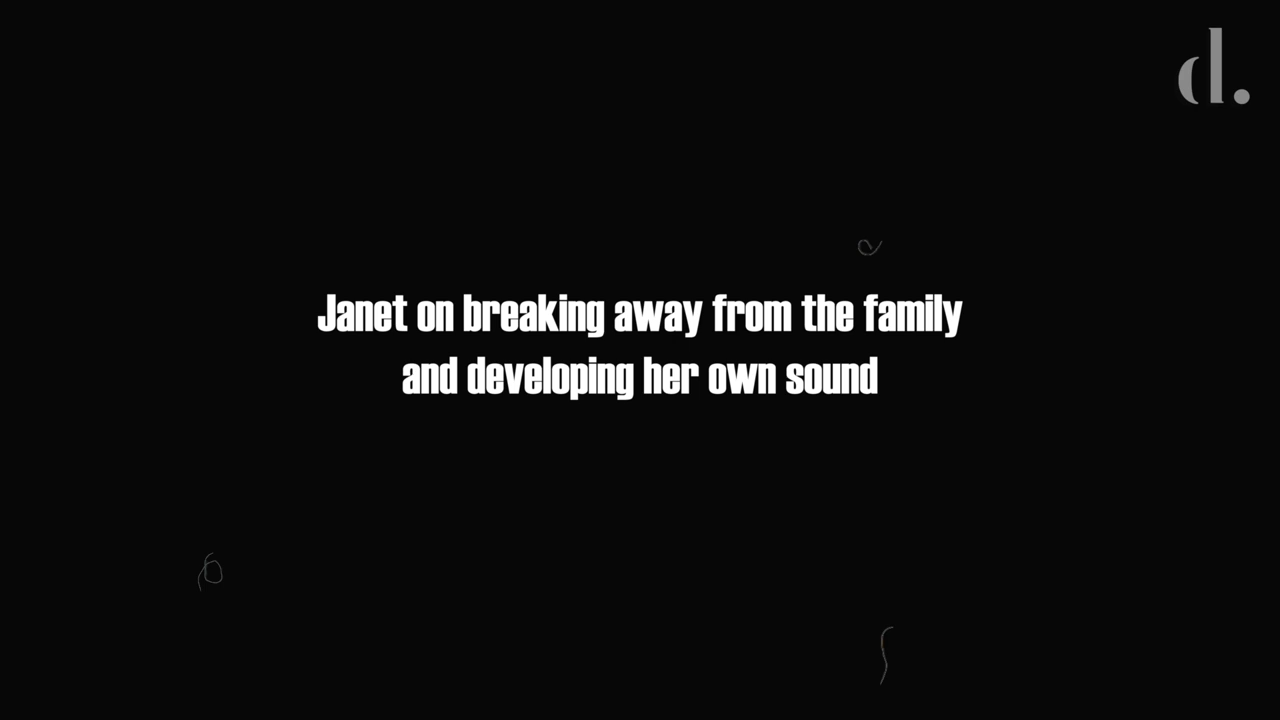 d.
Janet on breaking away from the family
and developing her own sound